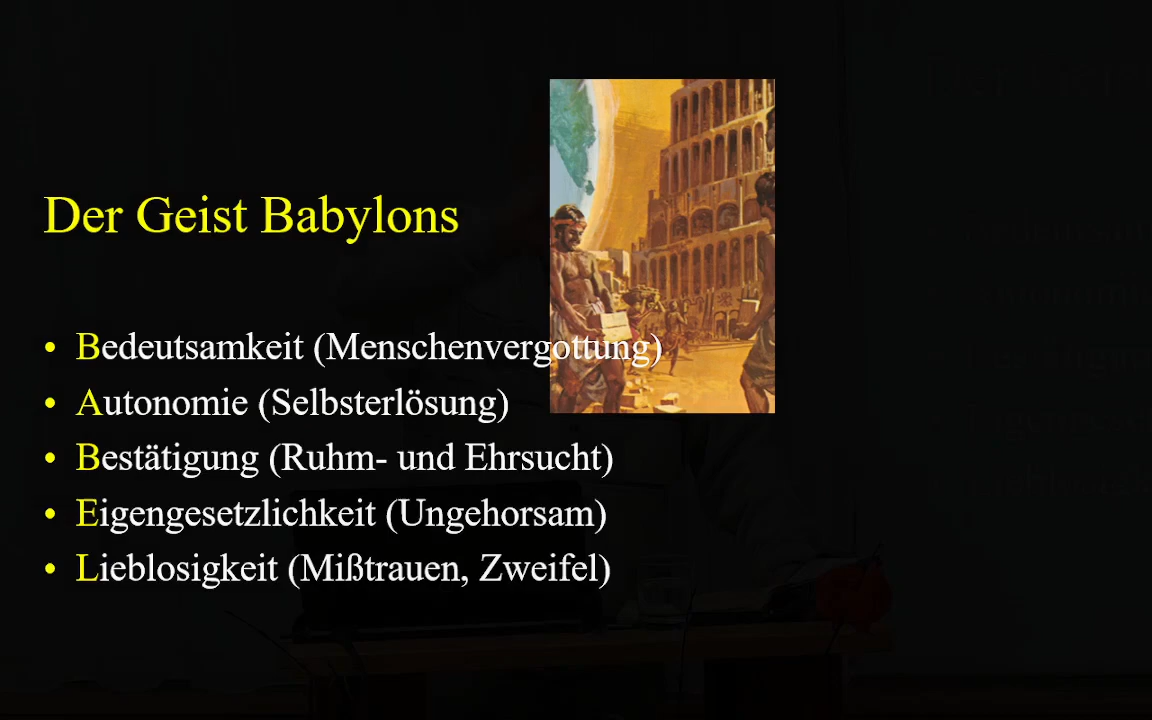 Der Geist Babylons
• Bedeutsamkeit (Menschenvergottung)
• Autonomie (Selbsterlösung)
• Bestätigung (Ruhm- und Ehrsucht)
• Eigengesetzlichkeit (Ungehorsam)
• Lieblosigkeit (Mißtrauen, Zweifel)